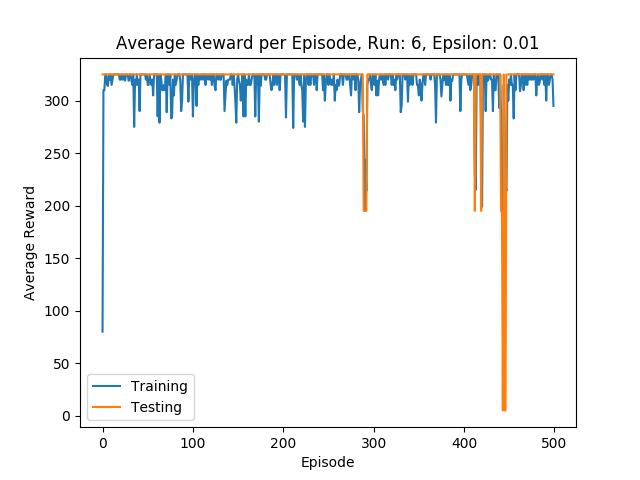 Average Reward per Episode, Run: 6, Epsilon: 0.01
Average Reward
300
250
200
150
100
50
0
Training
Testing
0 100 200 300 400 500
Episode